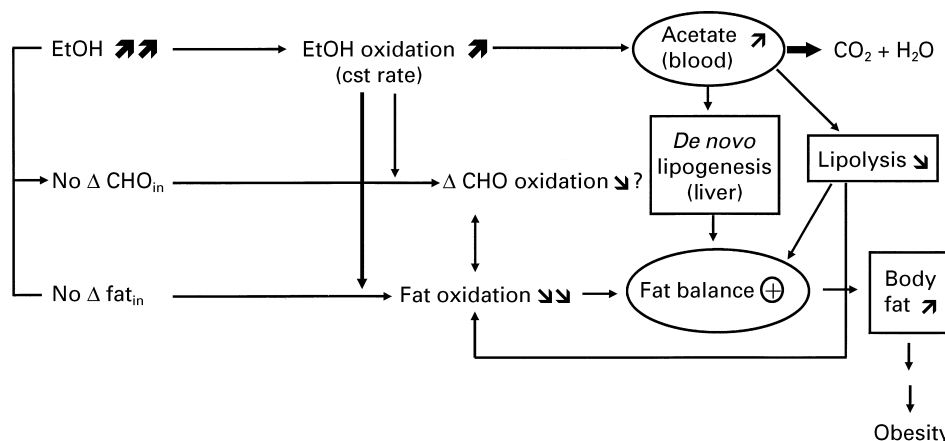 EtOH ↗↗
EtOH oxidation ↗
(cst rate)
Acetate ↗
(blood)
CO₂ + H₂O
De novo
lipogenesis
(liver)
Lipolysis ↘
No Δ CHOᵢₙ
Δ CHO oxidation ↘ ?
No Δ fatᵢₙ
Fat oxidation ↘↘
Fat balance ⊕
Body
fat ↗
Obesity